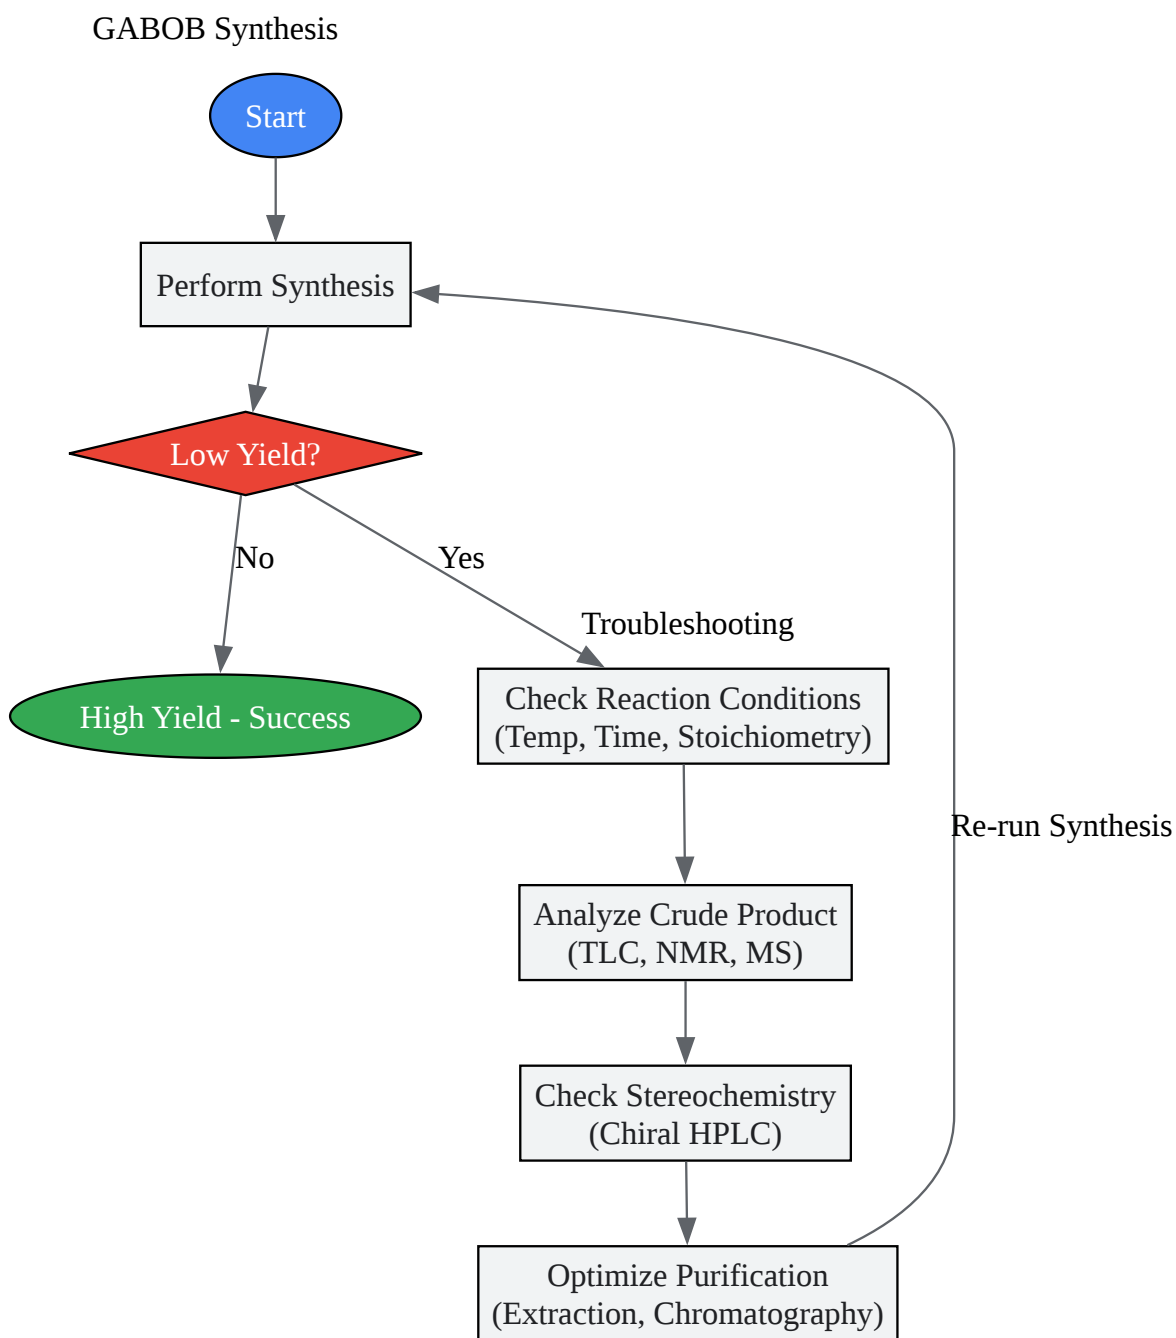 GABOB Synthesis
Start
Perform Synthesis
Low Yield?
No
Yes
Troubleshooting
Check Reaction Conditions
(Temp, Time, Stoichiometry)
High Yield - Success
Re-run Synthesis
Analyze Crude Product
(TLC, NMR, MS)
Check Stereochemistry
(Chiral HPLC)
Optimize Purification
(Extraction, Chromatography)